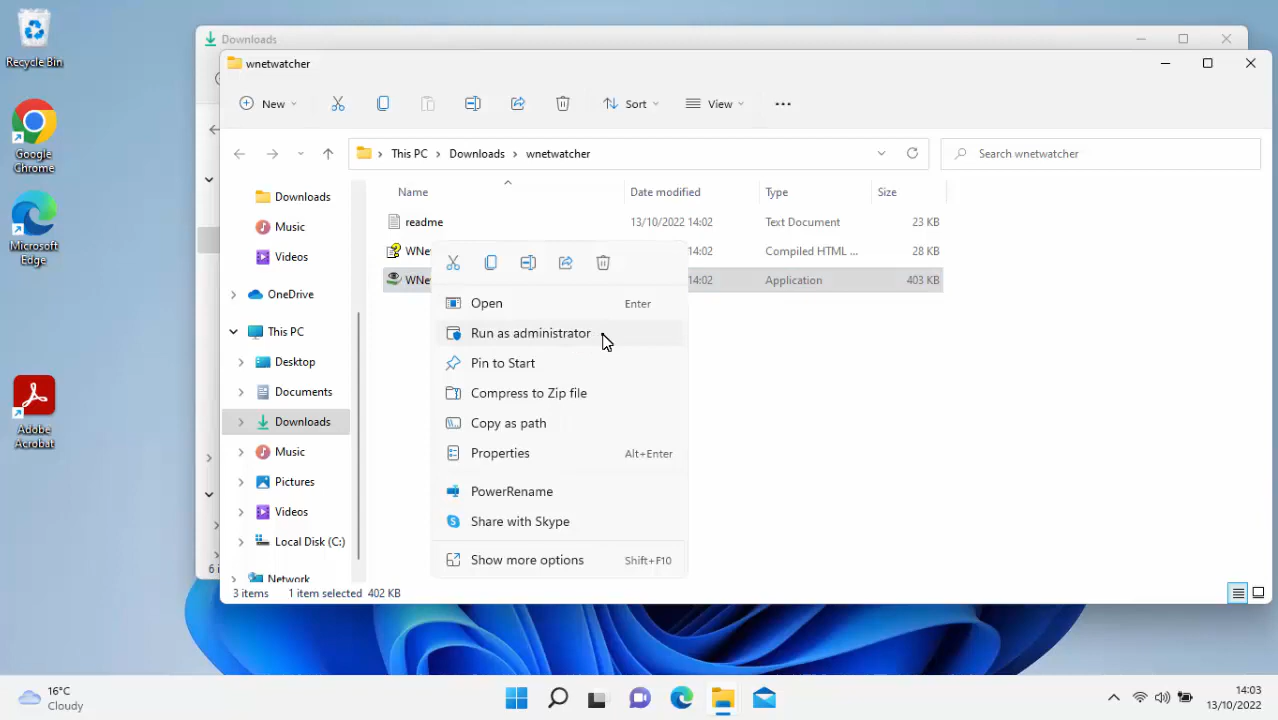 Recycle Bin
Google Chrome
Microsoft Edge
Adobe Acrobat
Downloads
wnetwatcher
New
Sort
View
This PC
Downloads
wnetwatcher
Search wnetwatcher
Downloads
Music
Videos
OneDrive
This PC
Desktop
Documents
Downloads
Music
Pictures
Videos
Local Disk (C:)
Network
Name Date modified Type Size
readme 13/10/2022 14:02 Text Document 23 KB
WNe 14:02 Compiled HTML ... 28 KB
WNe 14:02 Application 403 KB
Open Enter
Run as administrator
Pin to Start
Compress to Zip file
Copy as path
Properties Alt+Enter
PowerRename
Share with Skype
Show more options Shift+F10
6 i
3 items 1 item selected 402 KB
16°C
Cloudy
14:03
13/10/2022